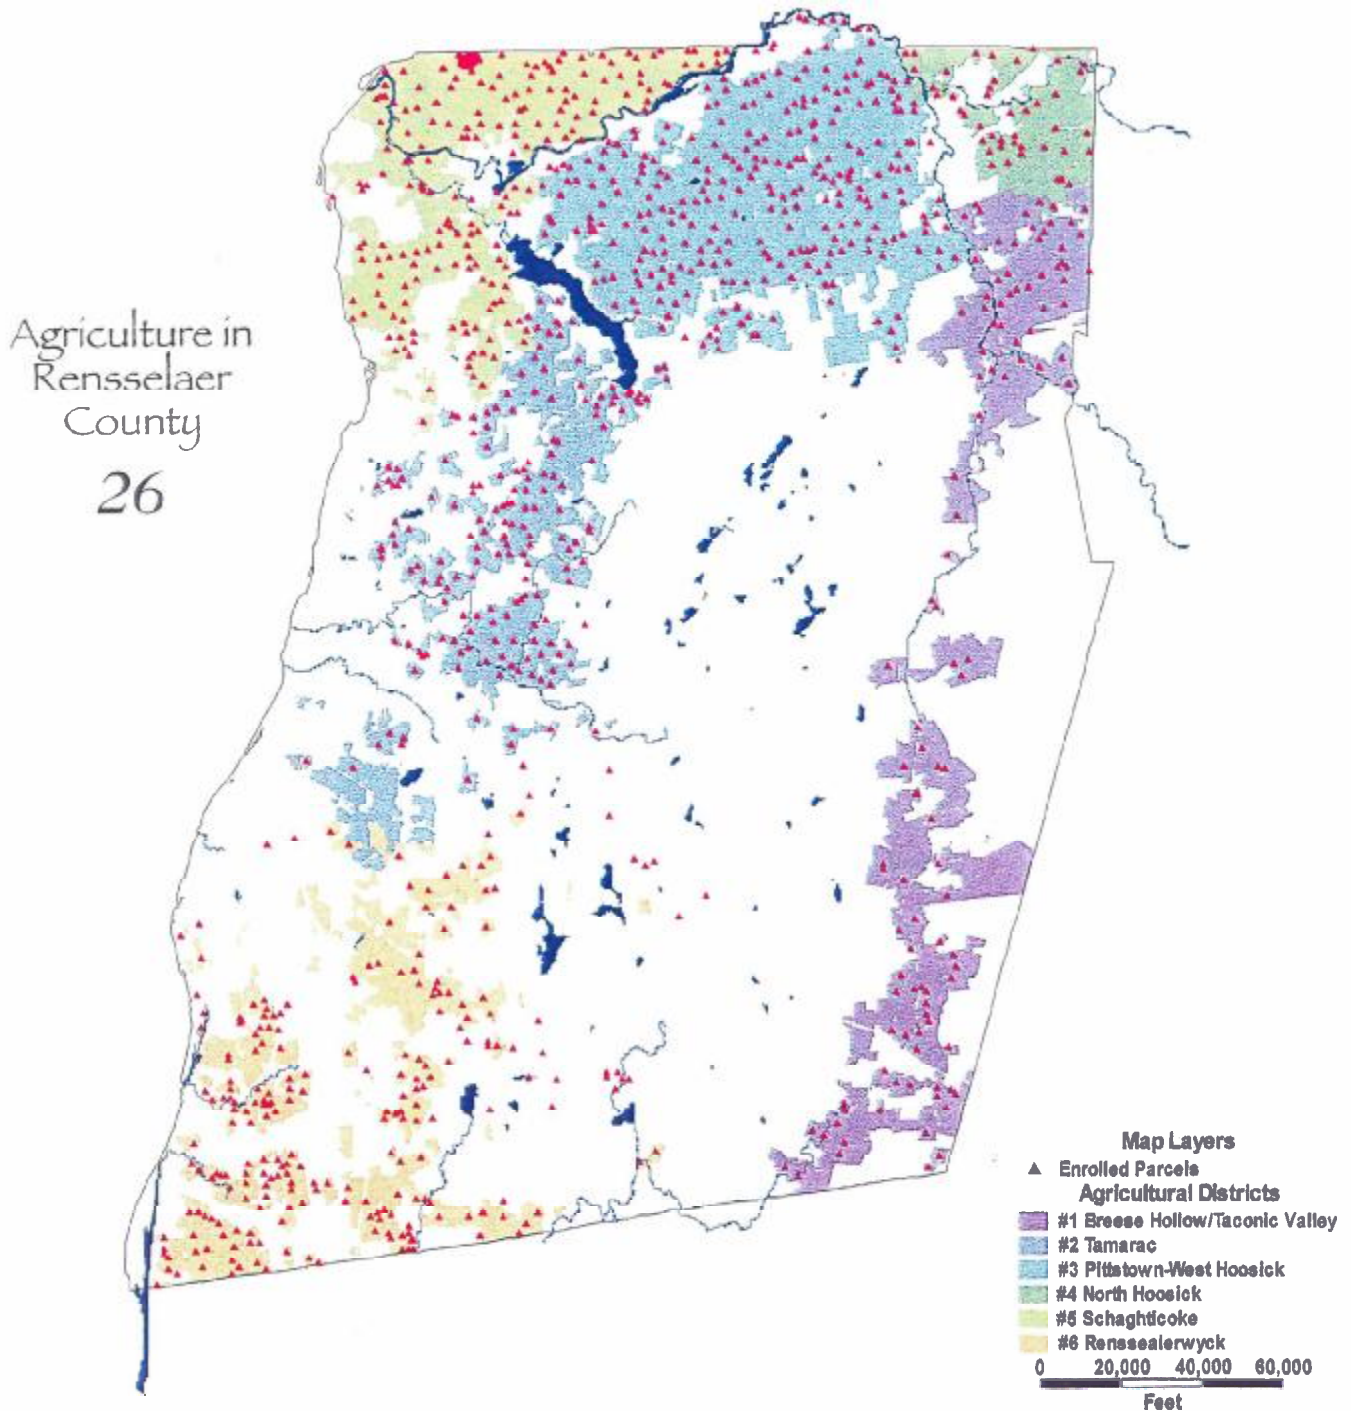 Agriculture in
Rensselaer
County
26
Map Layers
Enrolled Parcels
Agricultural Districts
#1 Breese Hollow/Taconic Valley
#2 Tamarac
#3 Pittstown-West Hoosick
#4 North Hoosick
#5 Schaghticoke
#6 Renssealerwyck
0 20,000 40,000 60,000
Feet